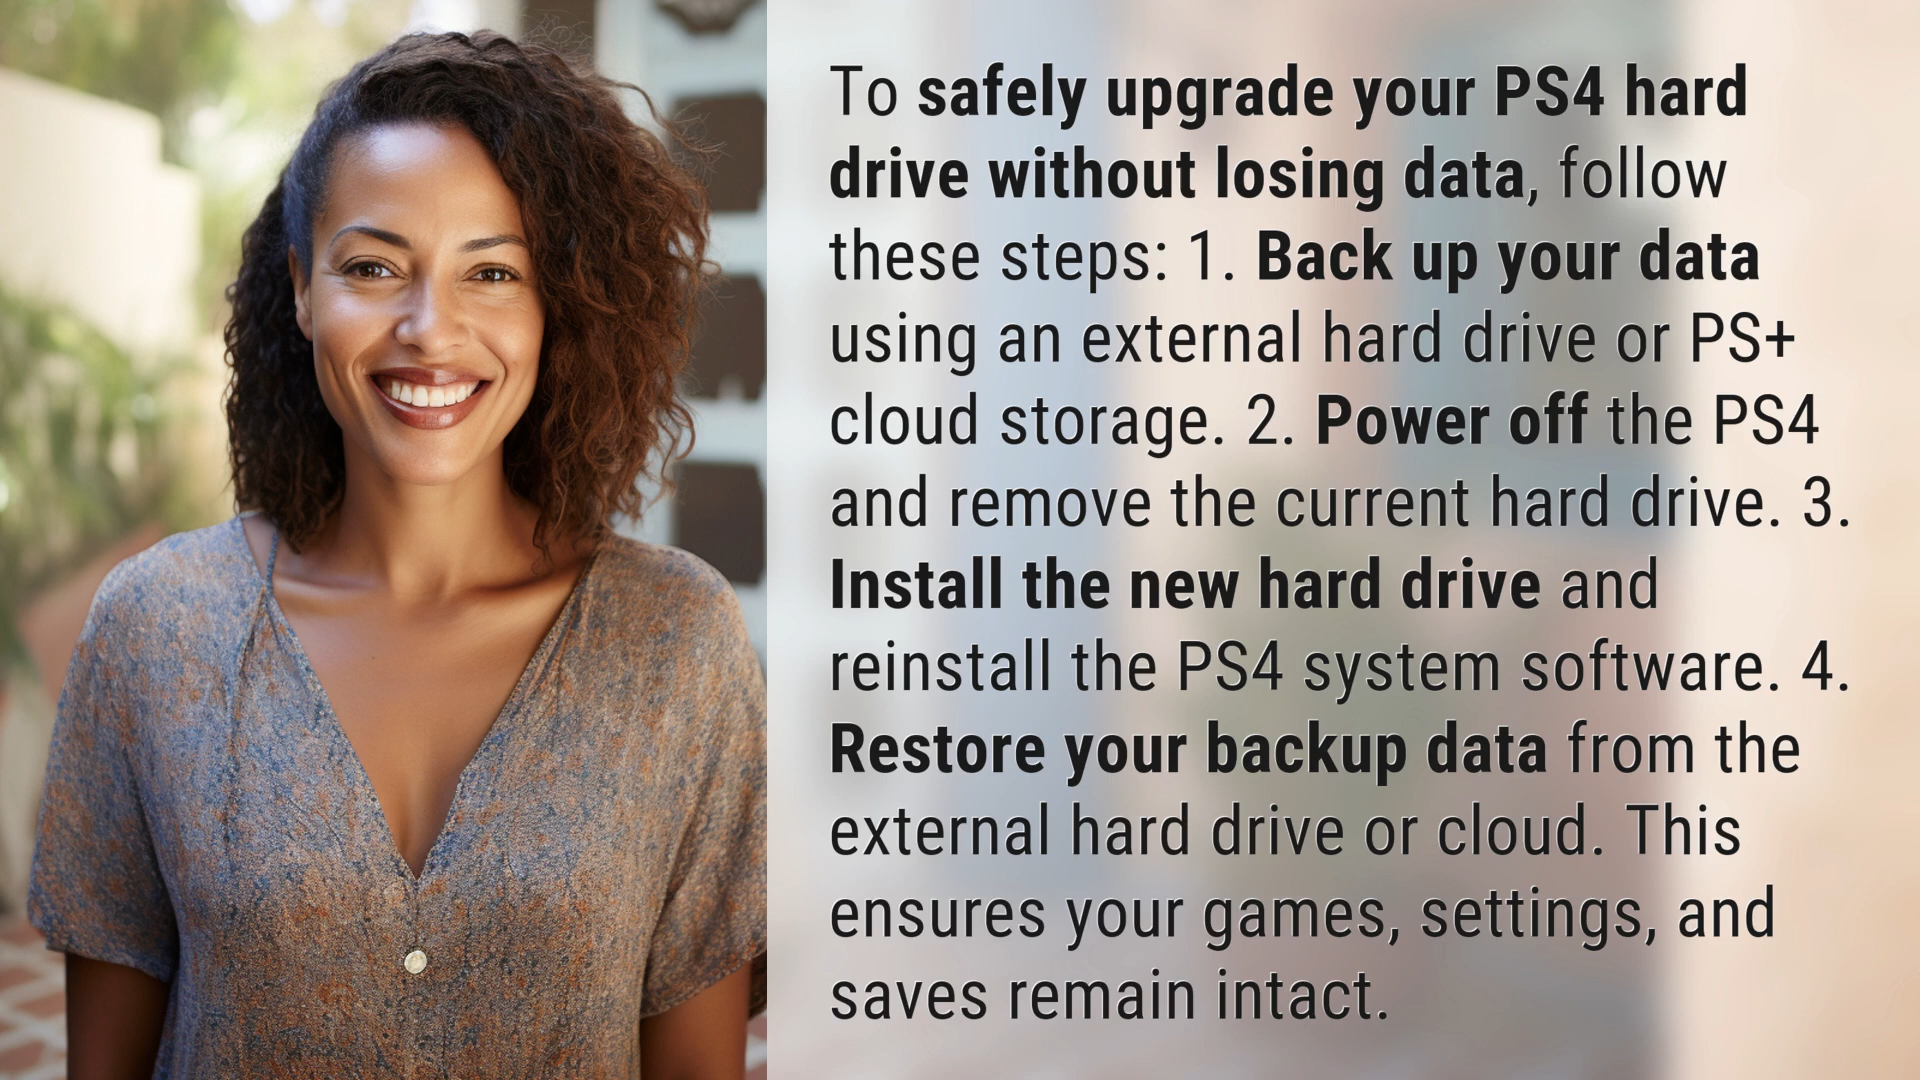 To safely upgrade your PS4 hard
drive without losing data, follow
these steps: 1. Back up your data
using an external hard drive or PS+
cloud storage. 2. Power off the PS4
and remove the current hard drive. 3.
Install the new hard drive and
reinstall the PS4 system software. 4.
Restore your backup data from the
external hard drive or cloud. This
ensures your games, settings, and
saves remain intact.